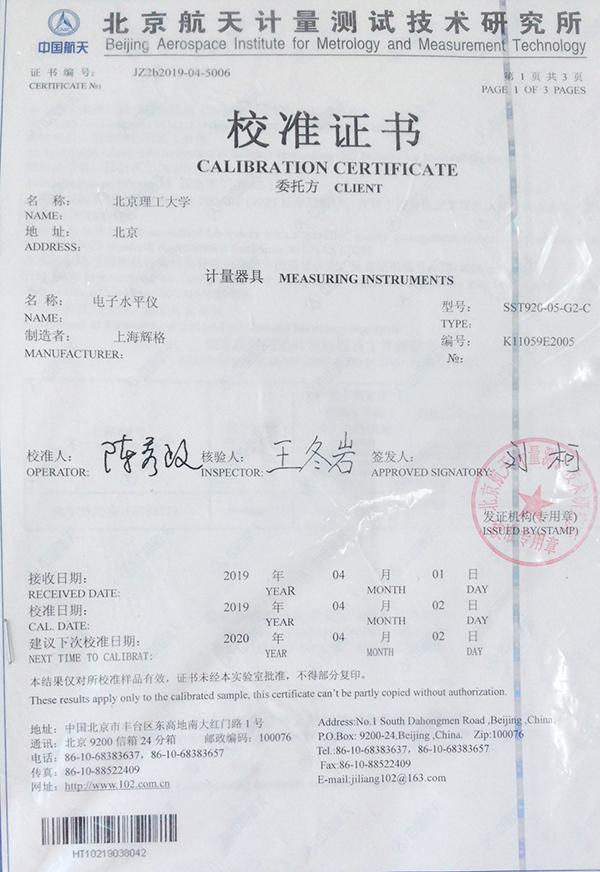 中国航天
北京航天计量测试技术研究所
Beijing Aerospace Institute for Metrology and Measurement Technology
证书编号: JZ2b2019-04-5006 第1页共3页
CERTIFICATE № PAGE 1 OF 3 PAGES
校准证书
CALIBRATION CERTIFICATE
委托方 CLIENT
名 称: 北京理工大学
NAME:
地 址: 北京
ADDRESS:
计量器具 MEASURING INSTRUMENTS
名 称: 电子水平仪 型号: SST920-05-G2-C
NAME: TYPE:
制造者: 上海辉格 编号: K11059E2005
MANUFACTURER: №:
校准人: 核验人: 王冬岩 签发人: 刘柯
OPERATOR: INSPECTOR: APPROVED SIGNATORY:
发证机构(专用章)
ISSUED BY(STAMP)
接收日期: 2019 年 04 月 01 日
RECEIVED DATE: YEAR MONTH DAY
校准日期: 2019 年 04 月 02 日
CAL. DATE: YEAR MONTH DAY
建议下次校准日期: 2020 年 04 月 02 日
NEXT TIME TO CALIBRAT: YEAR MONTH DAY
本结果仅对所校准样品有效，证书未经本实验室批准，不得部分复印。
These results apply only to the calibrated sample, this certificate can't be partly copied without authorization.
地址: 中国北京市丰台区东高地南大红门路1号
通讯: 北京9200信箱24分箱 邮政编码: 100076
电话: 86-10-68383637, 86-10-68383657
传真: 86-10-88522409
网址: http://www.102.com.cn
Address:No.1 South Dahongmen Road ,Beijing ,China.
P.O.Box: 9200-24,Beijing ,China. Zip:100076
Tel.:86-10-68383637, 86-10-68383657
Fax:86-10-88522409
E-mail:jiliang102@163.com
HT10219038042